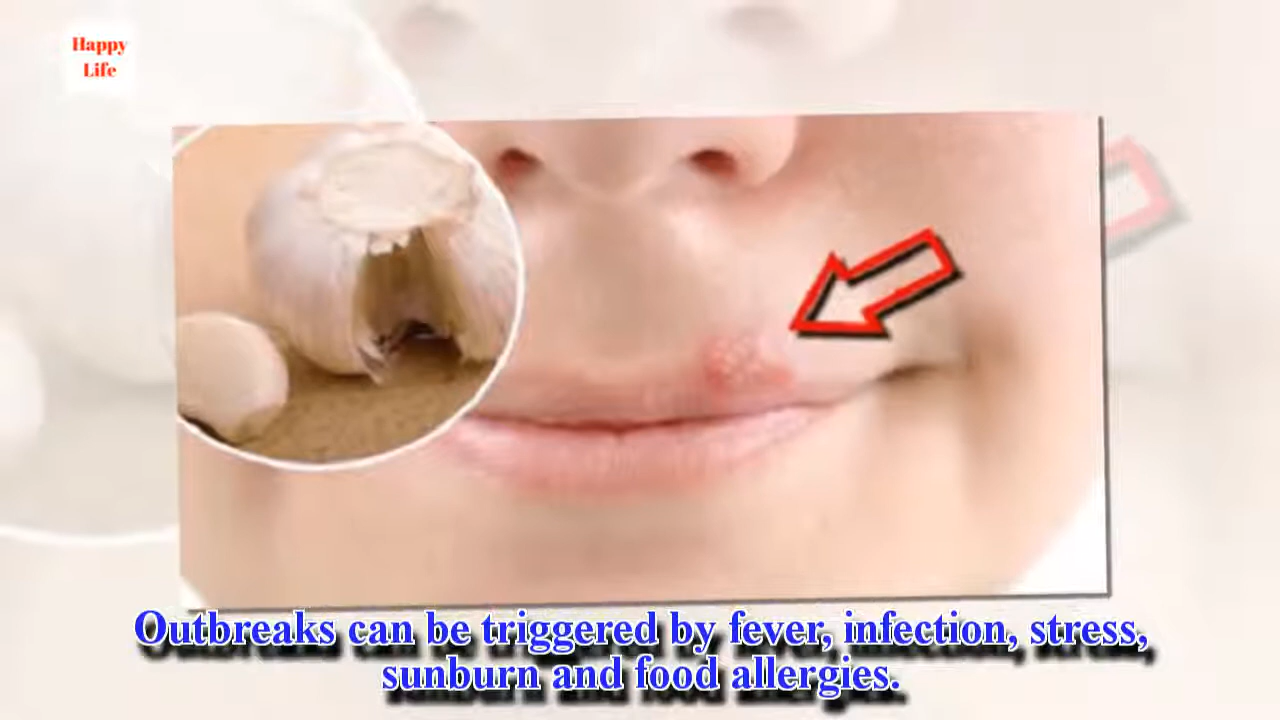 Happy
Life
Outbreaks can be triggered by fever, infection, stress,
sunburn and food allergies.